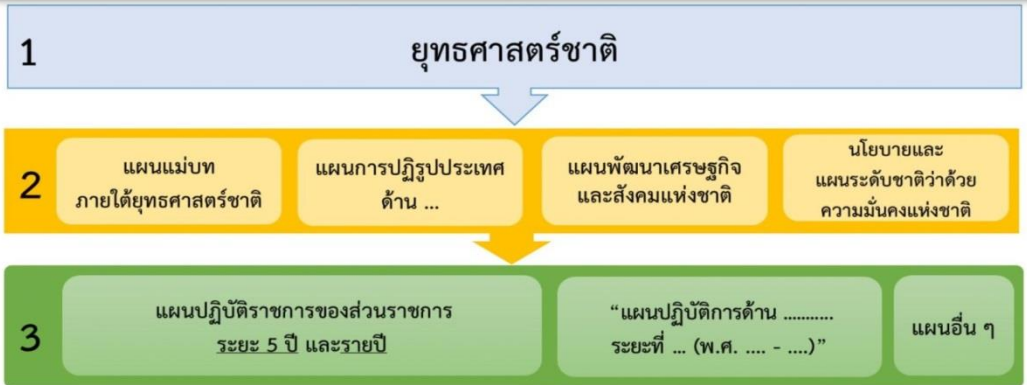 1
ยุทธศาสตร์ชาติ
2
แผนแม่บท
ภายใต้ยุทธศาสตร์ชาติ
แผนการปฏิรูปประเทศ
ด้าน ...
แผนพัฒนาเศรษฐกิจ
และสังคมแห่งชาติ
นโยบายและ
แผนระดับชาติว่าด้วย
ความมั่นคงแห่งชาติ
3
แผนปฏิบัติราชการของส่วนราชการ
ระยะ 5 ปี และรายปี
“แผนปฏิบัติการด้าน ...........
ระยะที่ ... (พ.ศ. .... - ....)”
แผนอื่น ๆ